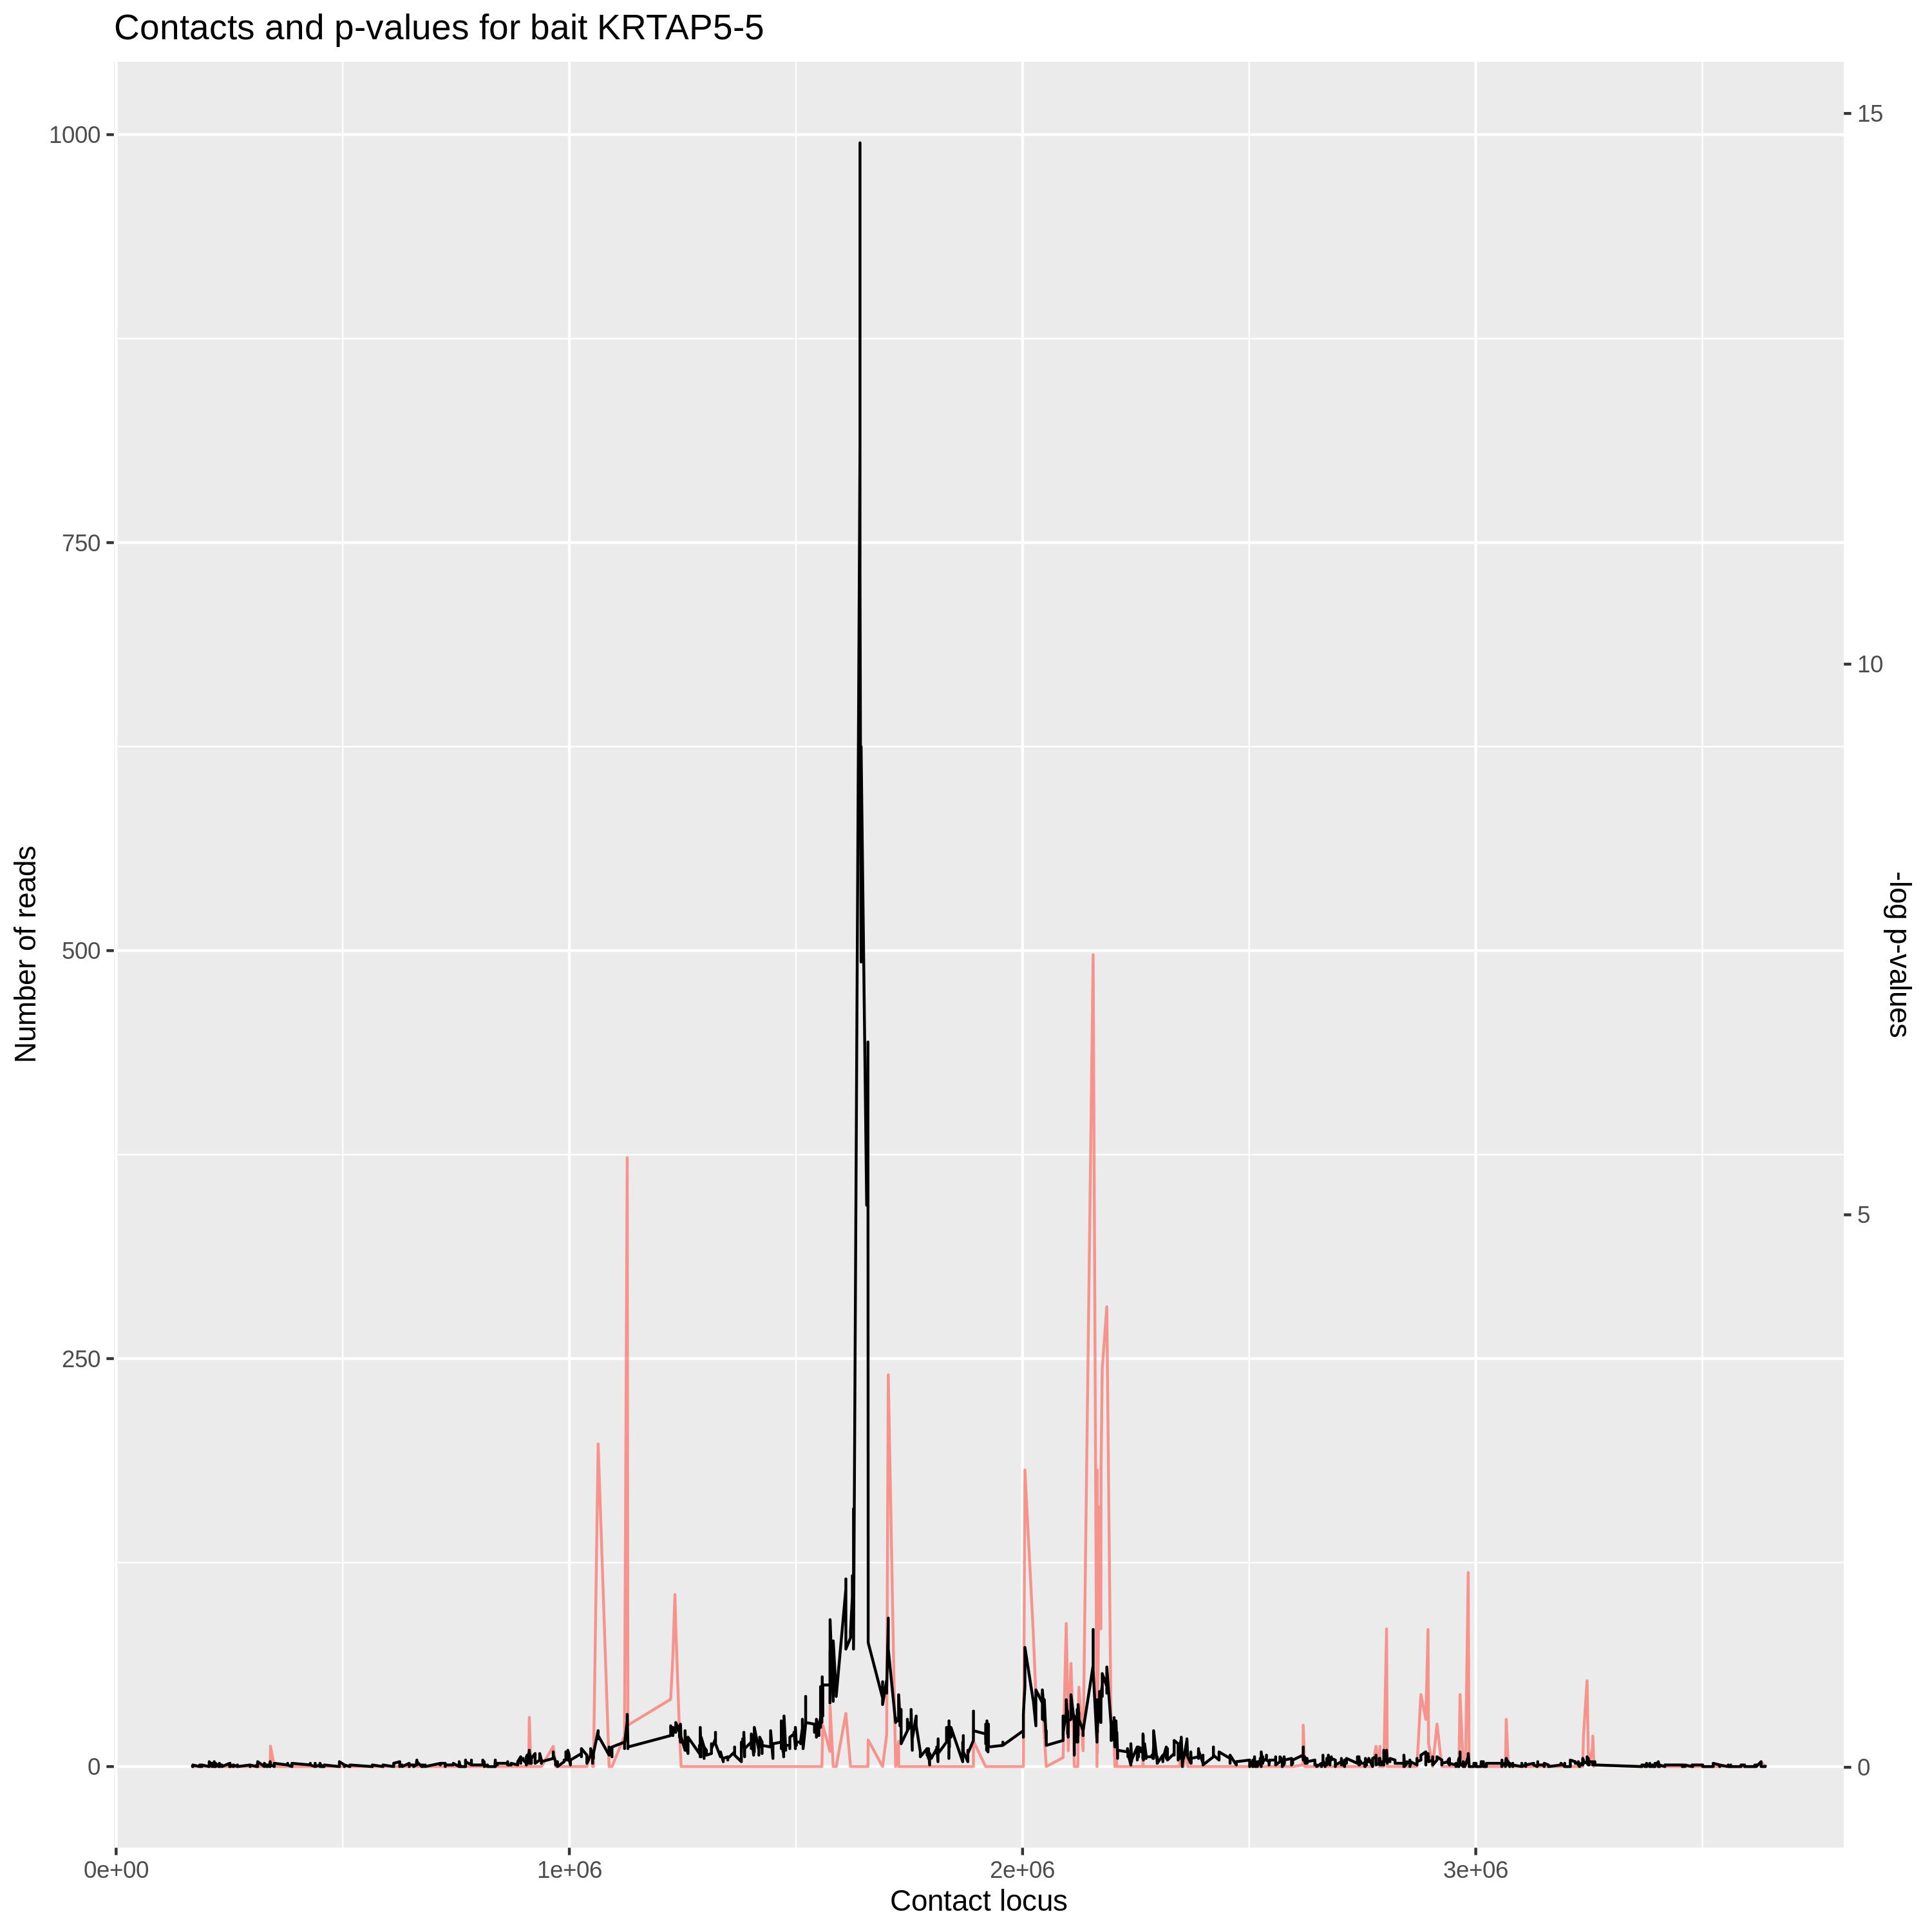 Contacts and p-values for bait KRTAP5-5
1000
750
500
250
0
Number of reads
15
10
5
0
-log p-values
0e+00
1e+06
2e+06
3e+06
Contact locus